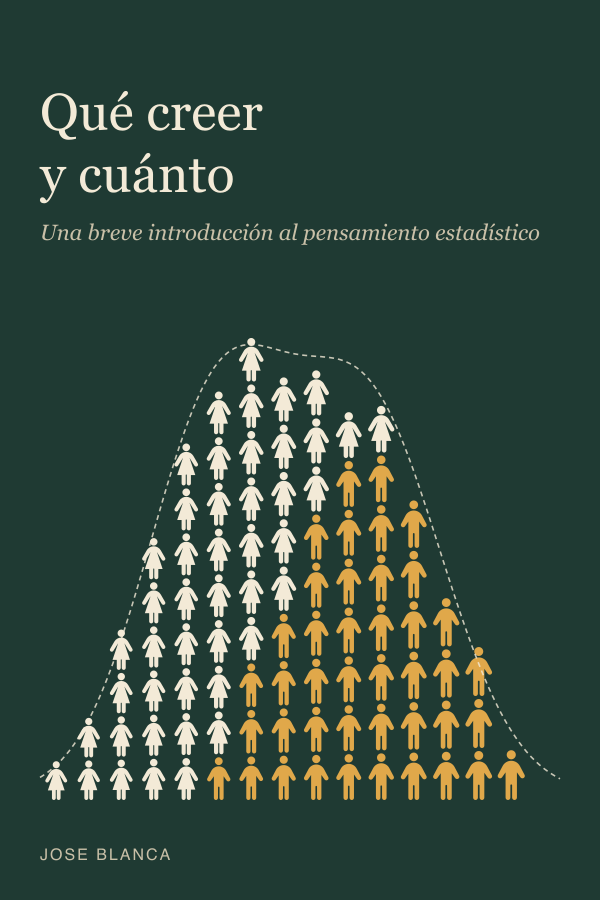 Qué creer
y cuánto
Una breve introducción al pensamiento estadístico
JOSE BLANCA